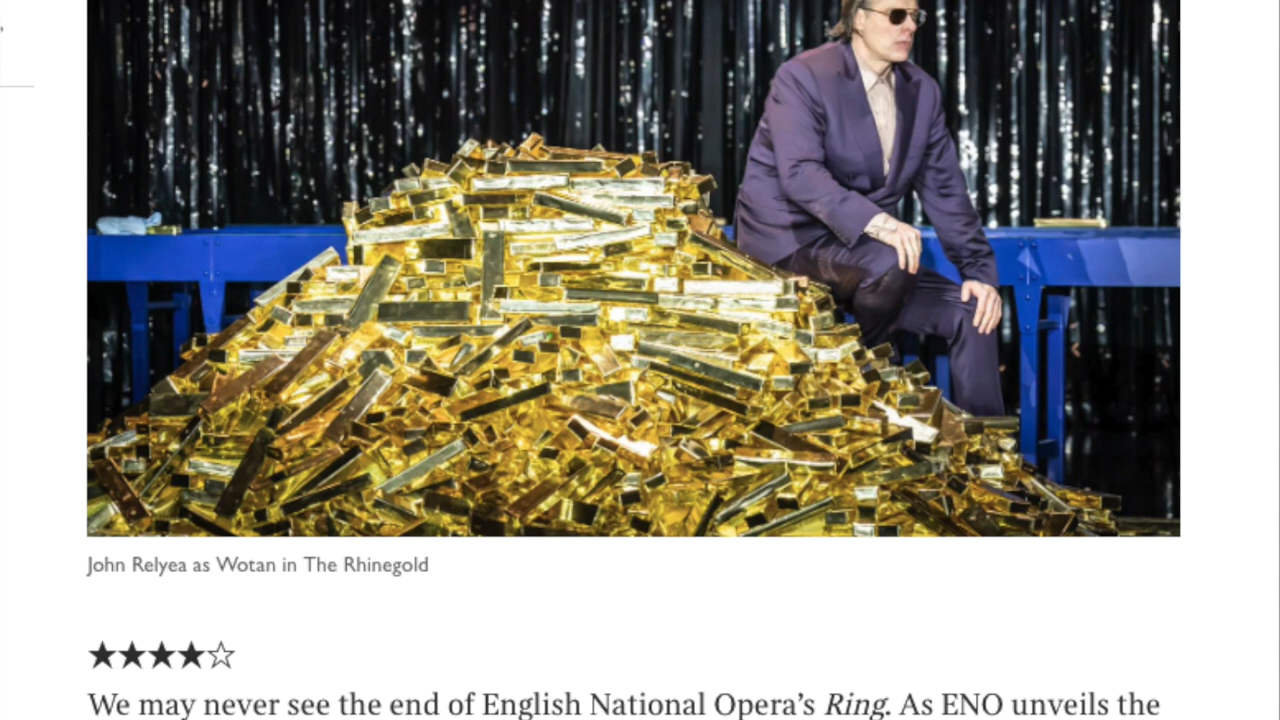 John Relyea as Wotan in The Rhinegold
We may never see the end of English National Opera’s Ring. As ENO unveils the